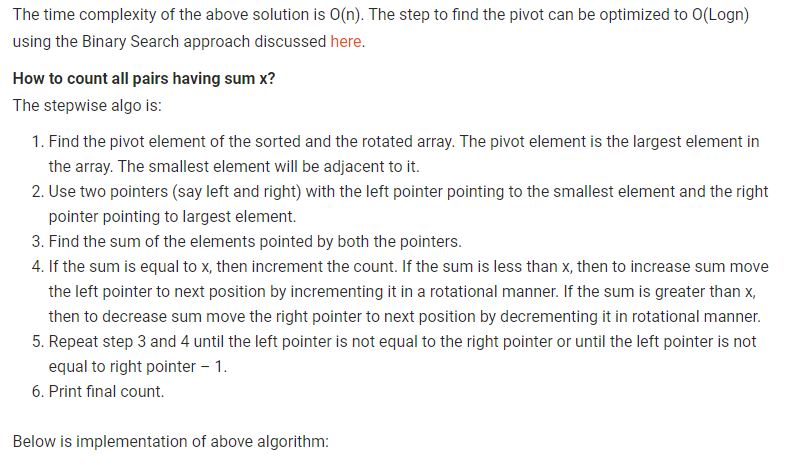 The time complexity of the above solution is O(n). The step to find the pivot can be optimized to O(Logn)
using the Binary Search approach discussed here.
How to count all pairs having sum x?
The stepwise algo is:
1. Find the pivot element of the sorted and the rotated array. The pivot element is the largest element in
the array. The smallest element will be adjacent to it.
2. Use two pointers (say left and right) with the left pointer pointing to the smallest element and the right
pointer pointing to largest element.
3. Find the sum of the elements pointed by both the pointers.
4. If the sum is equal to x, then increment the count. If the sum is less than x, then to increase sum move
the left pointer to next position by incrementing it in a rotational manner. If the sum is greater than x,
then to decrease sum move the right pointer to next position by decrementing it in rotational manner.
5. Repeat step 3 and 4 until the left pointer is not equal to the right pointer or until the left pointer is not
equal to right pointer – 1.
6. Print final count.
Below is implementation of above algorithm: